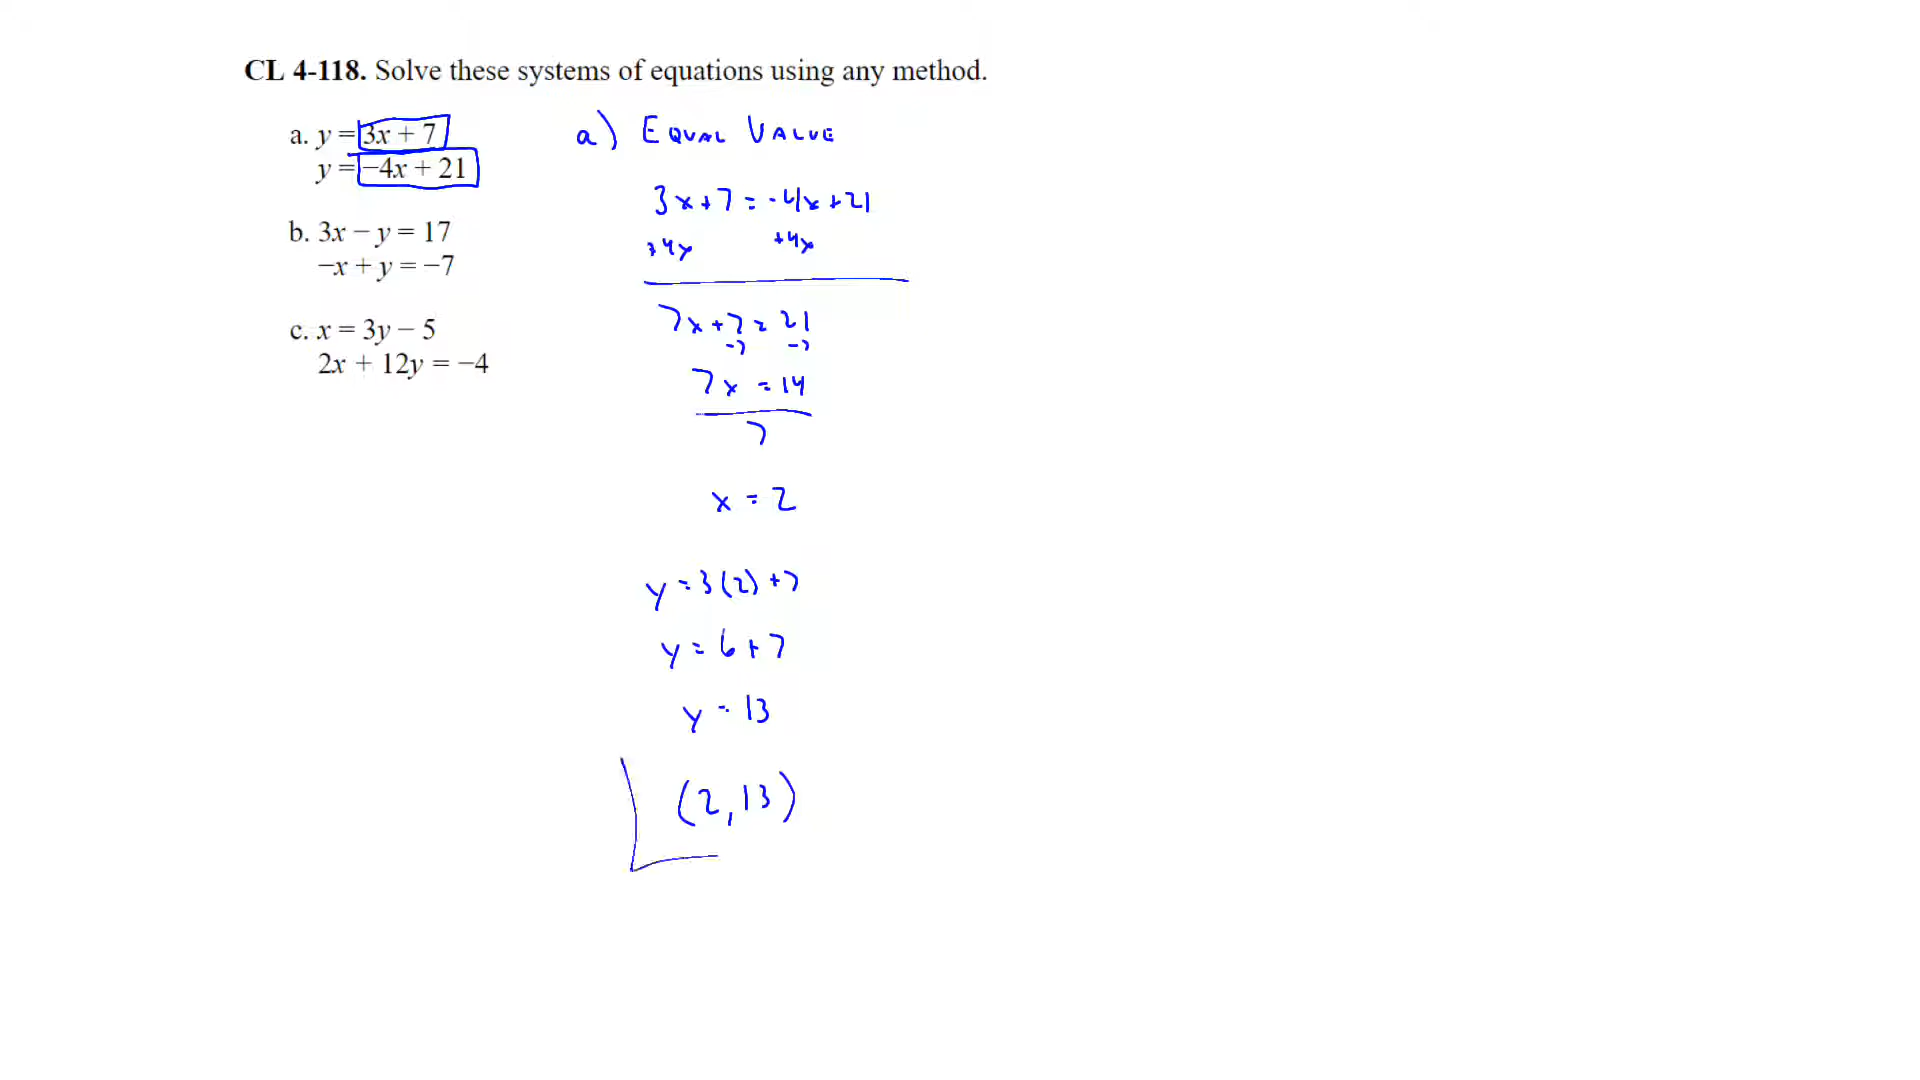 CL 4-118. Solve these systems of equations using any method.
a. y = 3x + 7
y = −4x + 21
b. 3x − y = 17
−x + y = −7
c. x = 3y − 5
2x + 12y = −4
a) EQUAL VALUE
3x+7 = -4x+21
+4x +4x
7x+7 = 21
-7 -7
7x = 14
7
x = 2
y = 3(2)+7
y = 6+7
y = 13
(2,13)